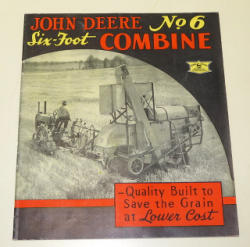 JOHN DEERE No 6
Six-Foot COMBINE
—Quality Built to
Save the Grain
at Lower Cost